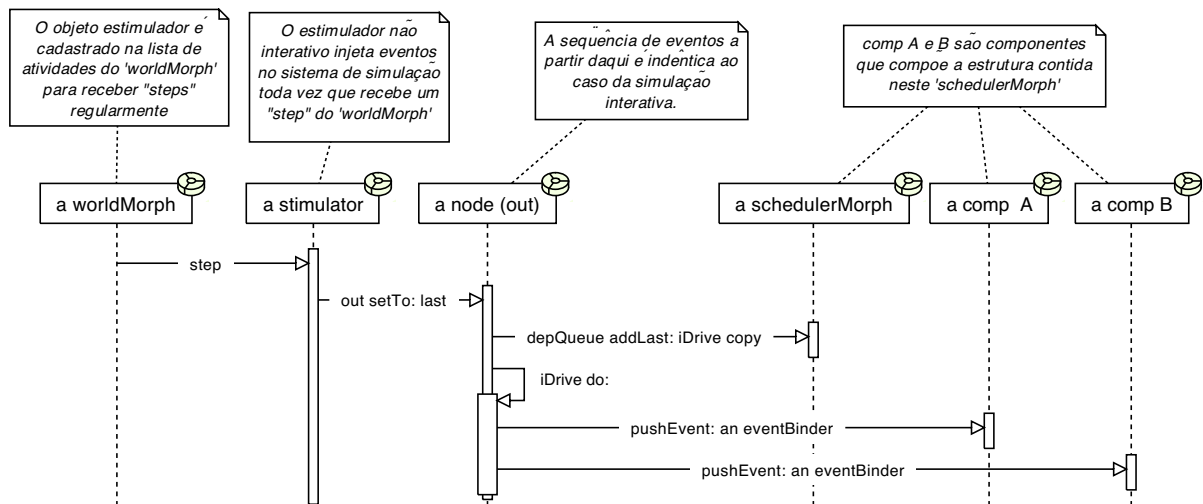 O objeto estimulador é
cadastrado na lista de
atividades do 'worldMorph'
para receber "steps"
regularmente
O estimulador não
interativo injeta eventos
no sistema de simulação
toda vez que recebe um
"step" do 'worldMorph'
A seqüência de eventos a
partir daqui é indêntica ao
caso da simulação
interativa.
comp A e B são componentes
que compõe a estrutura contida
neste 'schedulerMorph'
a worldMorph
a stimulator
a node (out)
a schedulerMorph
a comp A
a comp B
step
out setTo: last
depQueue addLast: iDrive copy
iDrive do:
pushEvent: an eventBinder
pushEvent: an eventBinder